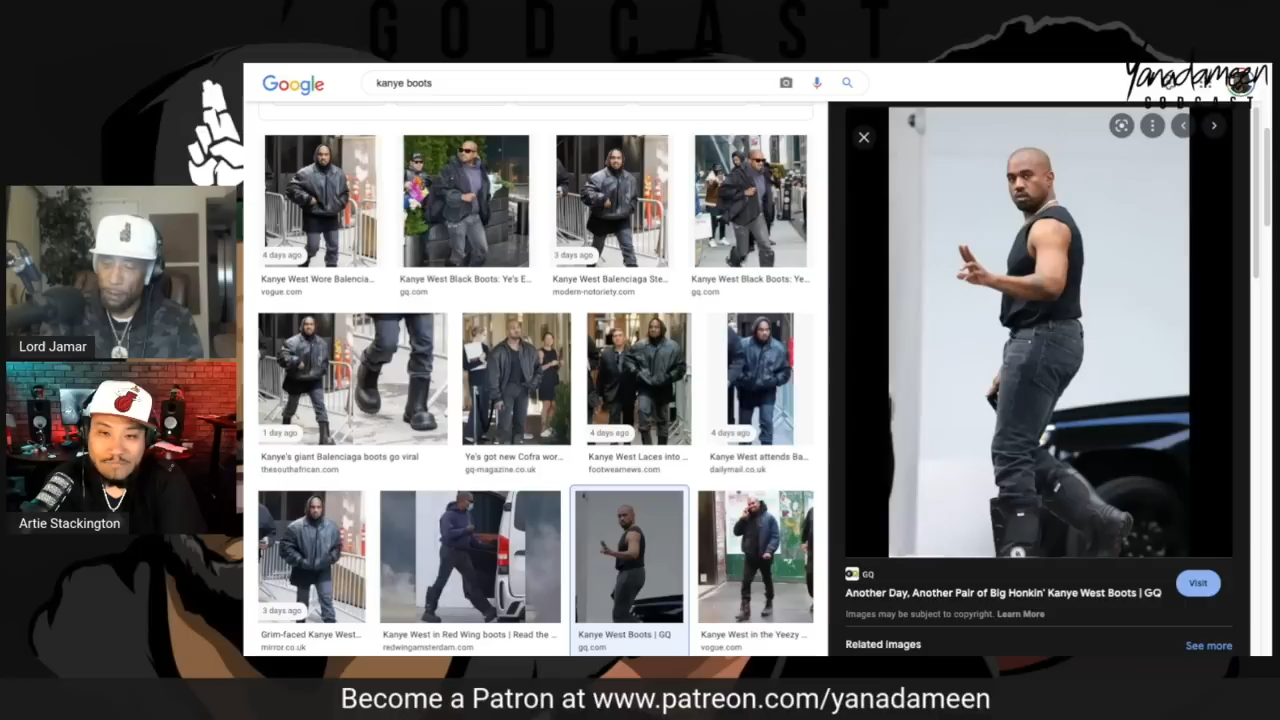 GODCAST
Google
kanye boots
Yanadameen
GODCAST
4 days ago
3 days ago
Kanye West Wore Balencia...
Kanye West Black Boots: Ye's E...
Kanye West Balenciaga Ste...
Kanye West Black Boots: Ye...
vogue.com
gq.com
modern-notoriety.com
gq.com
Lord Jamar
1 day ago
4 days ago
4 days ago
Kanye's giant Balenciaga boots go viral
Ye's got new Cofra wor...
Kanye West Laces into ...
Kanye West attends Ba...
thesouthafrican.com
gq-magazine.co.uk
footwearnews.com
dailymail.co.uk
Artie Stackington
GQ
Visit
Another Day, Another Pair of Big Honkin' Kanye West Boots | GQ
Images may be subject to copyright. Learn More
3 days ago
Grim-faced Kanye West...
Kanye West in Red Wing boots | Read the ...
Kanye West Boots | GQ
Kanye West in the Yeezy ...
mirror.co.uk
redwingamsterdam.com
gq.com
vogue.com
Related images
See more
Become a Patron at www.patreon.com/yanadameen